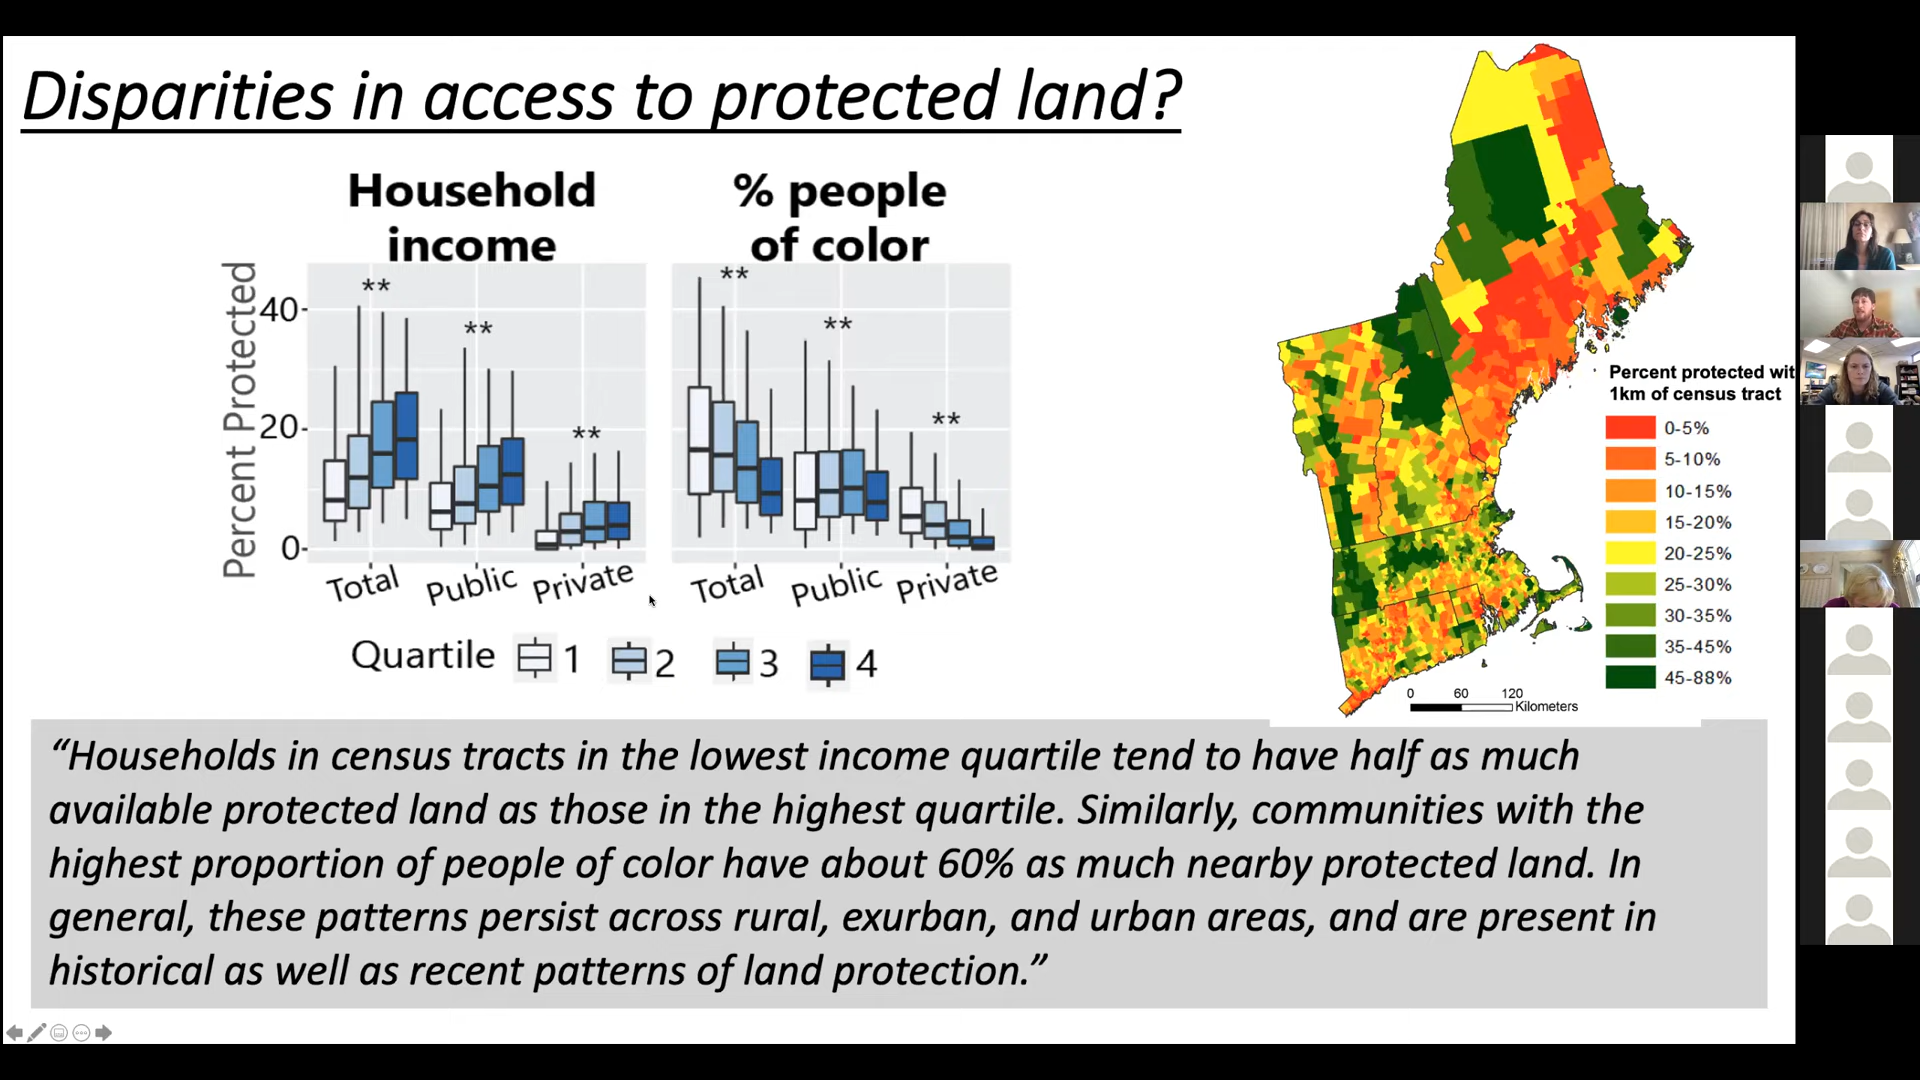 Disparities in access to protected land?
Household
income
% people
of color
Percent Protected
40
20
0
**
**
**
**
**
**
Total
Public
Private
Total
Public
Private
Quartile 1 2 3 4
Percent protected wit
1km of census tract
0-5%
5-10%
10-15%
15-20%
20-25%
25-30%
30-35%
35-45%
45-88%
0 60 120
Kilometers
“Households in census tracts in the lowest income quartile tend to have half as much
available protected land as those in the highest quartile. Similarly, communities with the
highest proportion of people of color have about 60% as much nearby protected land. In
general, these patterns persist across rural, exurban, and urban areas, and are present in
historical as well as recent patterns of land protection.”